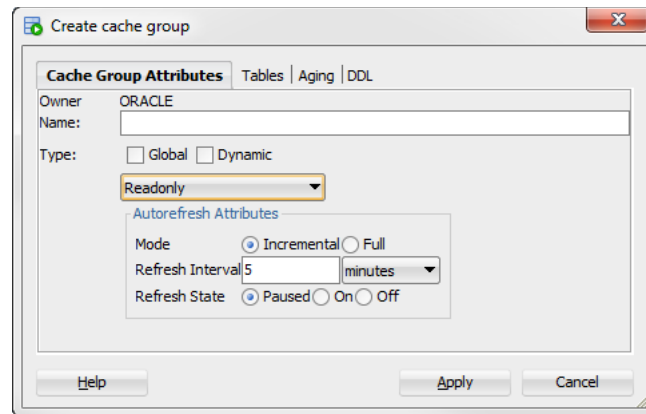 Create cache group
Cache Group Attributes Tables Aging DDL
Owner ORACLE
Name:
Type: Global Dynamic
Readonly
Autorefresh Attributes
Mode Incremental Full
Refresh Interval 5 minutes
Refresh State Paused On Off
Help Apply Cancel